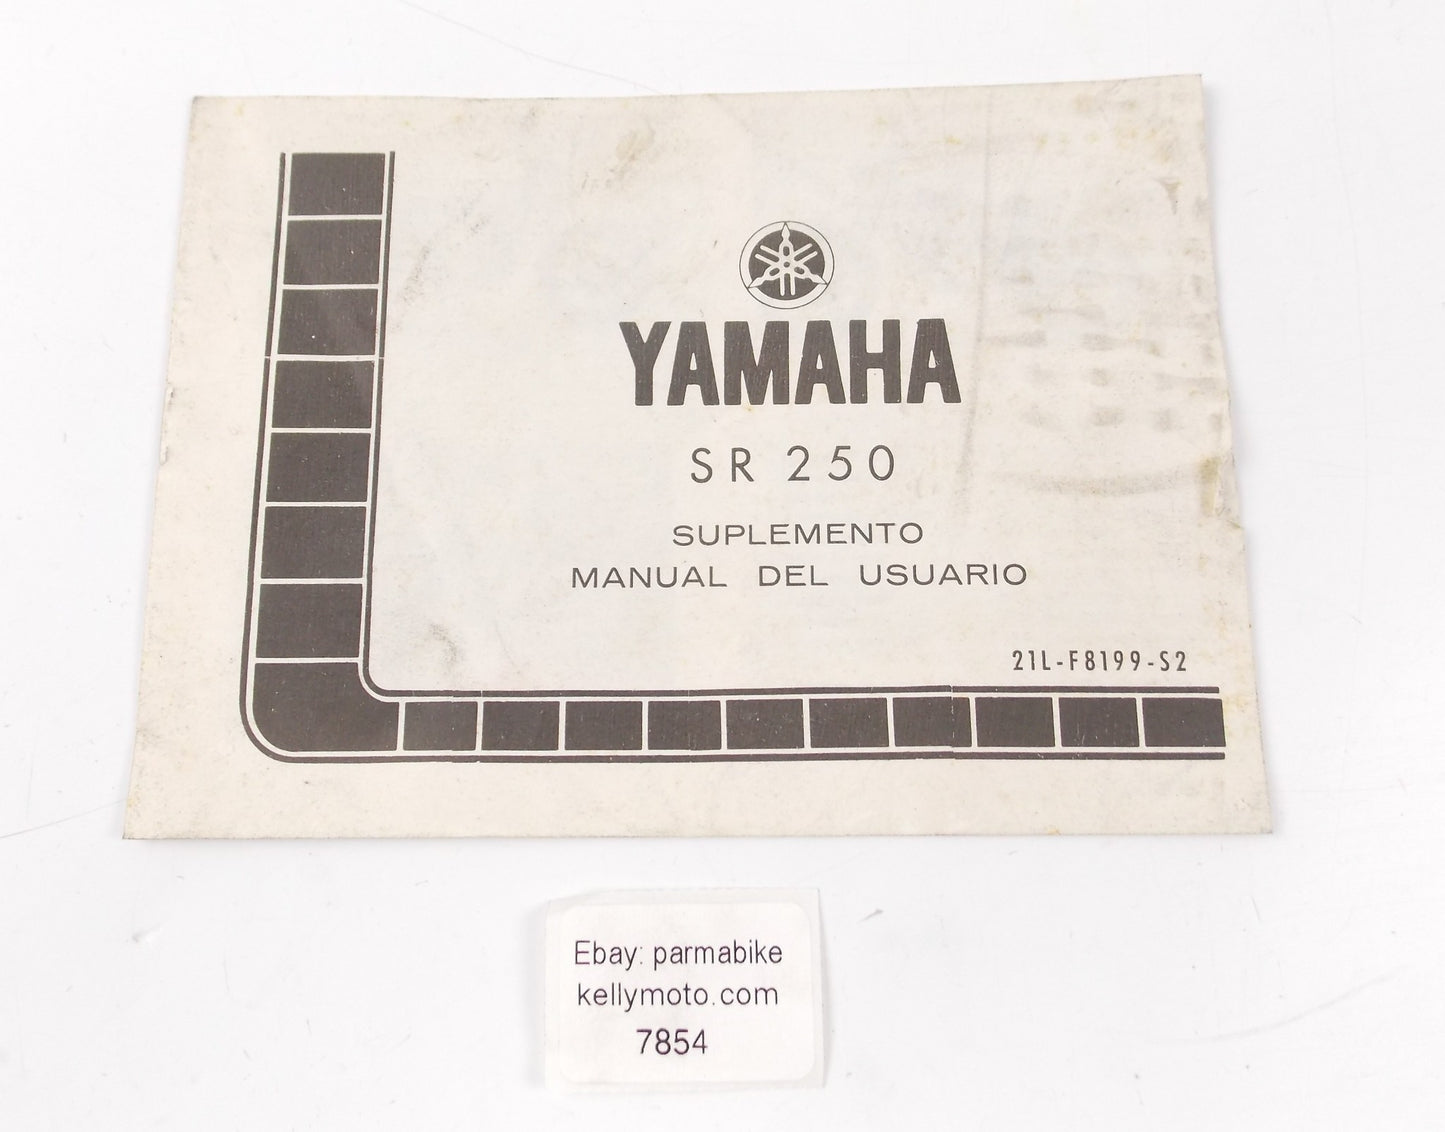 YAMAHA
SR 250
SUPLEMENTO
MANUAL DEL USUARIO
21L-F8199-S2
Ebay: parmabike
kellymoto.com
7854